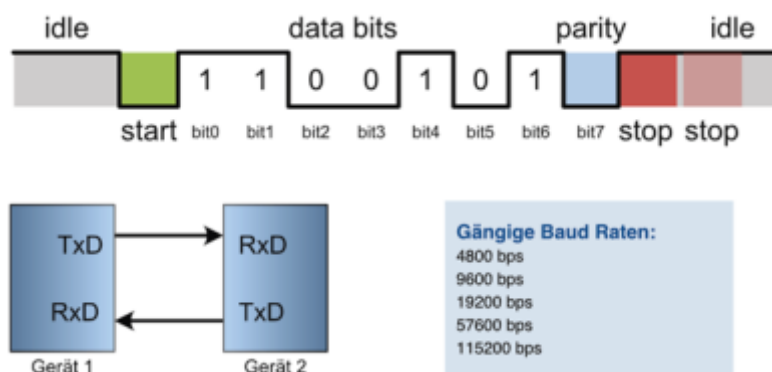 idle data bits parity idle
1 1 0 0 1 0 1
start bit0 bit1 bit2 bit3 bit4 bit5 bit6 bit7 stop stop
TxD RxD
RxD TxD
Gerät 1 Gerät 2
Gängige Baud Raten:
4800 bps
9600 bps
19200 bps
57600 bps
115200 bps